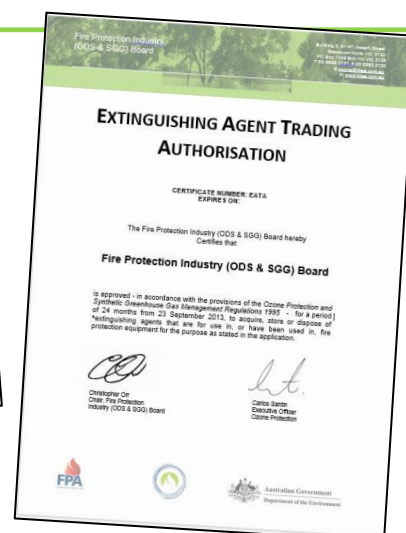 Fire Protection Industry
(ODS & SGG) Board
EXTINGUISHING AGENT TRADING
AUTHORISATION
CERTIFICATE NUMBER: EATA
EXPIRES ON:
The Fire Protection Industry (ODS & SGG) Board hereby
Certifies that
Fire Protection Industry (ODS & SGG) Board
is approved - in accordance with the provisions of the Ozone Protection and
Synthetic Greenhouse Gas Management Regulations 1995 - for a period
of 24 months from 23 September 2013, to acquire, store or dispose of
*extinguishing agents that are for use in, or have been used in, fire
protection equipment for the purpose as stated in the application.
Christopher Orr
Chair, Fire Protection
Industry (ODS & SGG) Board
Carlos Santin
Executive Officer
Ozone Protection
FPA
AUSTRALIA
Australian Government
Department of the Environment